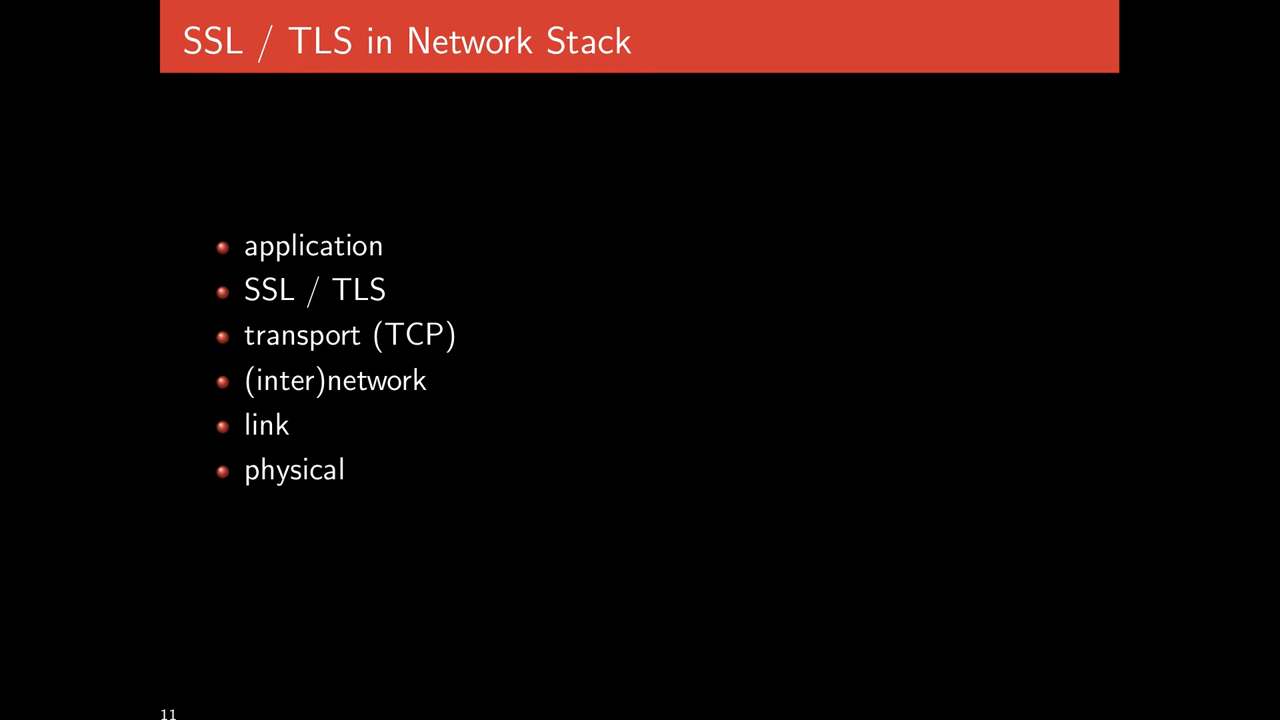 SSL / TLS in Network Stack
application
SSL / TLS
transport (TCP)
(inter)network
link
physical
11